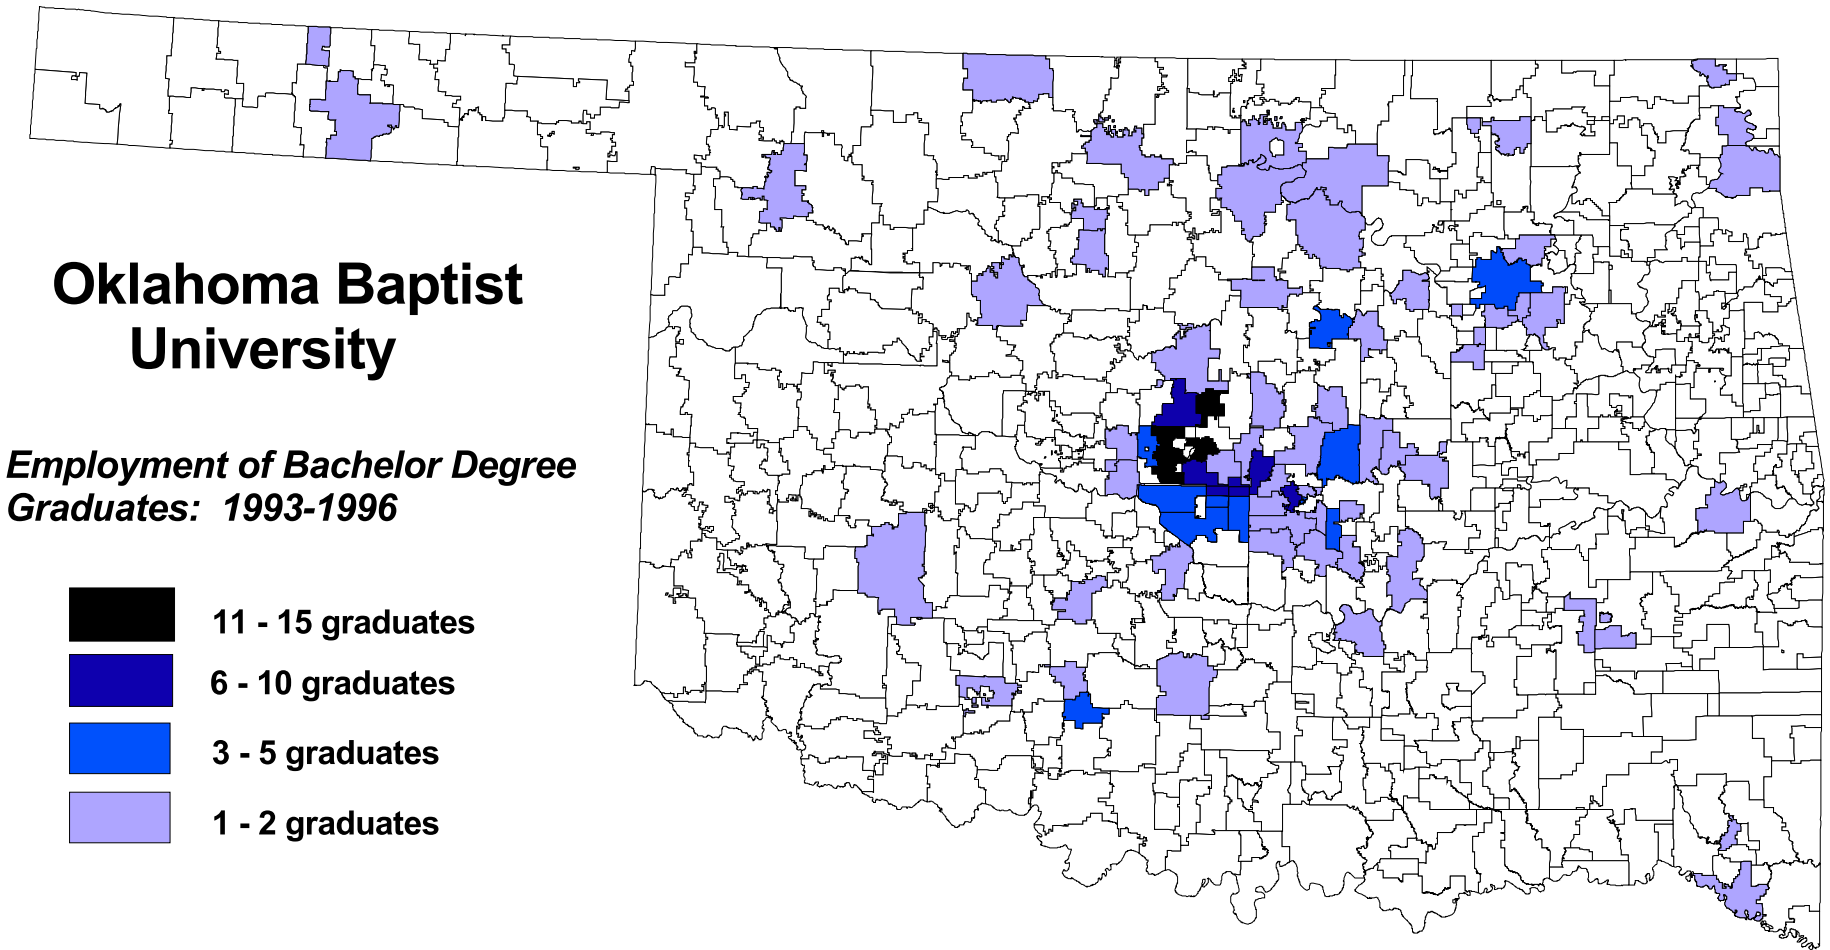 Oklahoma Baptist
University
Employment of Bachelor Degree
Graduates: 1993-1996
11 - 15 graduates
6 - 10 graduates
3 - 5 graduates
1 - 2 graduates